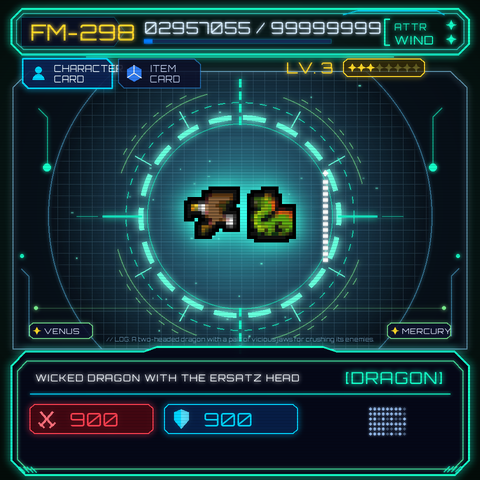 FM-298
02957055 / 99999999
ATTR
WIND
CHARACTER
CARD
ITEM
CARD
LV. 3
VENUS
MERCURY
// LOG: A two-headed dragon with a pair of vicious jaws for crushing its enemies.
WICKED DRAGON WITH THE ERSATZ HEAD
[DRAGON]
900
900